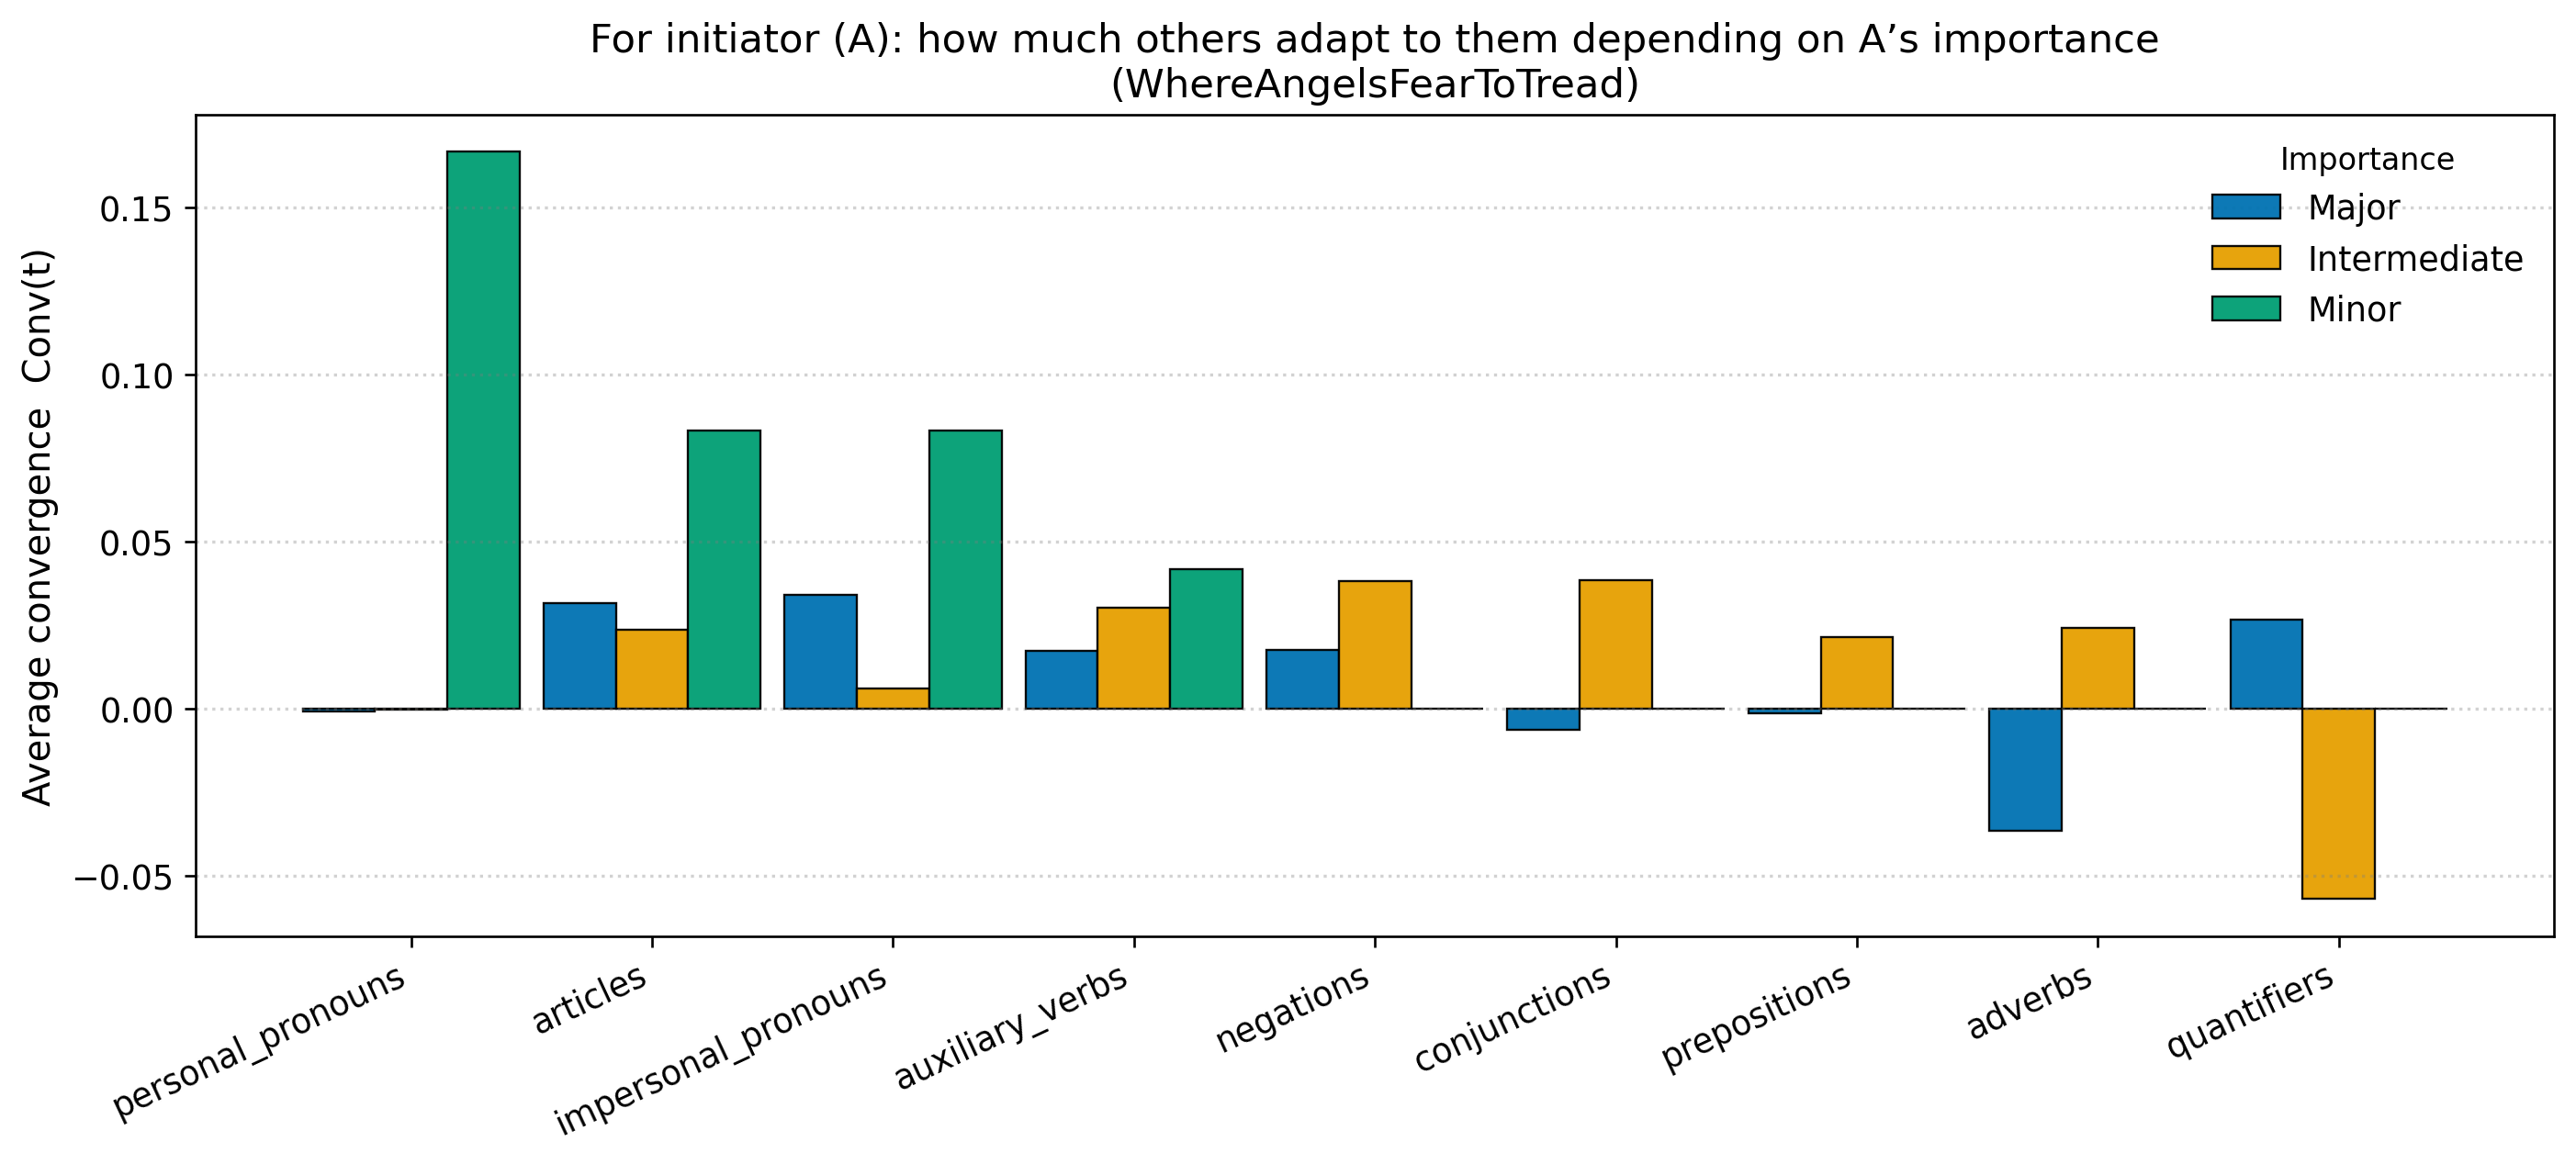 For initiator (A): how much others adapt to them depending on A’s importance
(WhereAngelsFearToTread)
Average convergence  Conv(t)
0.15
0.10
0.05
0.00
−0.05
Importance
Major
Intermediate
Minor
personal_pronouns
articles
impersonal_pronouns
auxiliary_verbs
negations
conjunctions
prepositions
adverbs
quantifiers